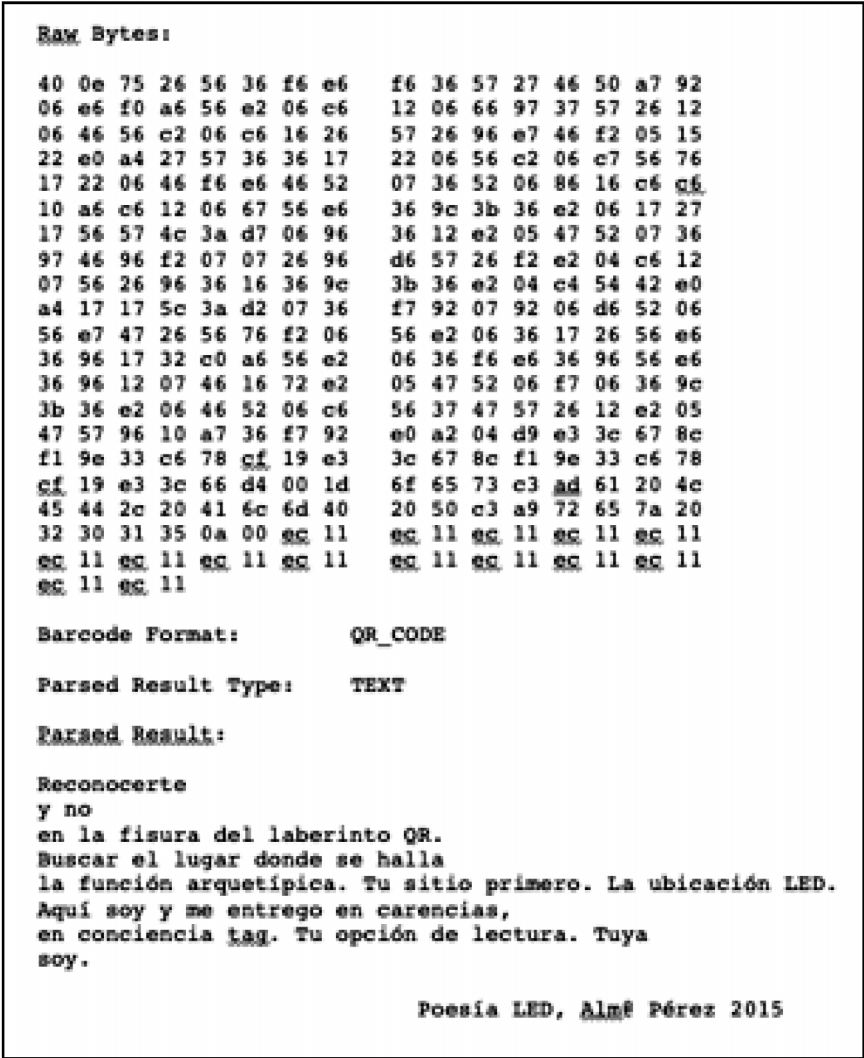 Raw Bytes:
40 0e 75 26 56 36 f6 e6 f6 36 57 27 46 50 a7 92
06 e6 f0 a6 56 e2 06 c6 12 06 66 97 37 57 26 12
06 46 56 c2 06 c6 16 26 57 26 96 e7 46 f2 05 15
22 e0 a4 27 57 36 36 17 22 06 56 c2 06 c7 56 76
17 22 06 46 f6 e6 46 52 07 36 52 06 86 16 c6 c6
10 a6 c6 12 06 67 56 e6 36 9c 3b 36 e2 06 17 27
17 56 57 4c 3a d7 06 96 36 12 e2 05 47 52 07 36
97 46 96 f2 07 07 26 96 d6 57 26 f2 e2 04 c6 12
07 56 26 96 36 16 36 9c 3b 36 e2 04 c4 54 42 e0
a4 17 17 5c 3a d2 07 36 f7 92 07 92 06 d6 52 06
56 e7 47 26 56 76 f2 06 56 e2 06 36 17 26 56 e6
36 96 17 32 c0 a6 56 e2 06 36 f6 e6 36 96 56 e6
36 96 12 07 46 16 72 e2 05 47 52 06 f7 06 36 9c
3b 36 e2 06 46 52 06 c6 56 37 47 57 26 12 e2 05
47 57 96 10 a7 36 f7 92 e0 a2 04 d9 e3 3c 67 8c
f1 9e 33 c6 78 cf 19 e3 3c 67 8c f1 9e 33 c6 78
cf 19 e3 3c 66 d4 00 1d 6f 65 73 c3 ad 61 20 4c
45 44 2c 20 41 6c 6d 40 20 50 c3 a9 72 65 7a 20
32 30 31 35 0a 00 ec 11 ec 11 ec 11 ec 11 ec 11
ec 11 ec 11 ec 11 ec 11 ec 11 ec 11 ec 11 ec 11
ec 11 ec 11
Barcode Format: QR_CODE
Parsed Result Type: TEXT
Parsed Result:
Reconocerte
y no
en la fisura del laberinto QR.
Buscar el lugar donde se halla
la función arquetípica. Tu sitio primero. La ubicación LED.
Aquí soy y me entrego en carencias,
en conciencia tag. Tu opción de lectura. Tuya
soy.
Poesía LED, Alm@ Pérez 2015